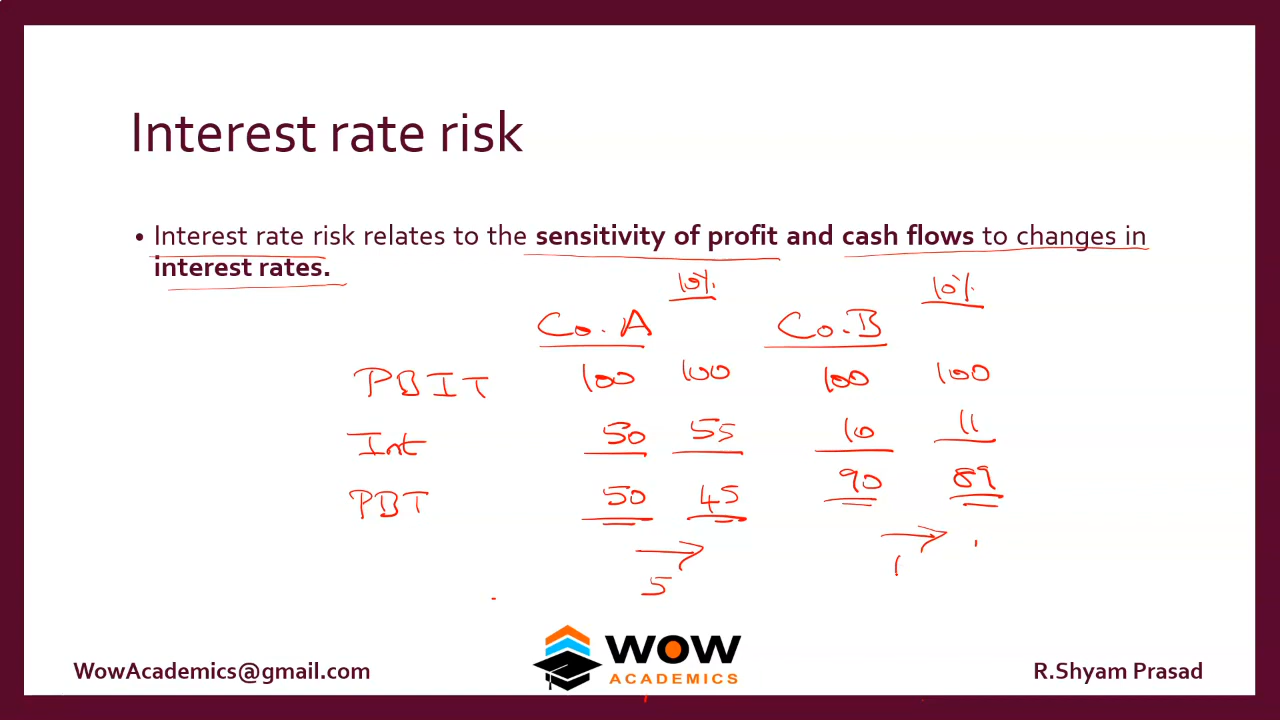 Interest rate risk
• Interest rate risk relates to the sensitivity of profit and cash flows to changes in
interest rates.
10% 10%
Co. A Co. B
PBIT 100 100 100 100
Int 50 55 10 11
PBT 50 45 90 89
5 1
WOW
ACADEMICS
WowAcademics@gmail.com R.Shyam Prasad